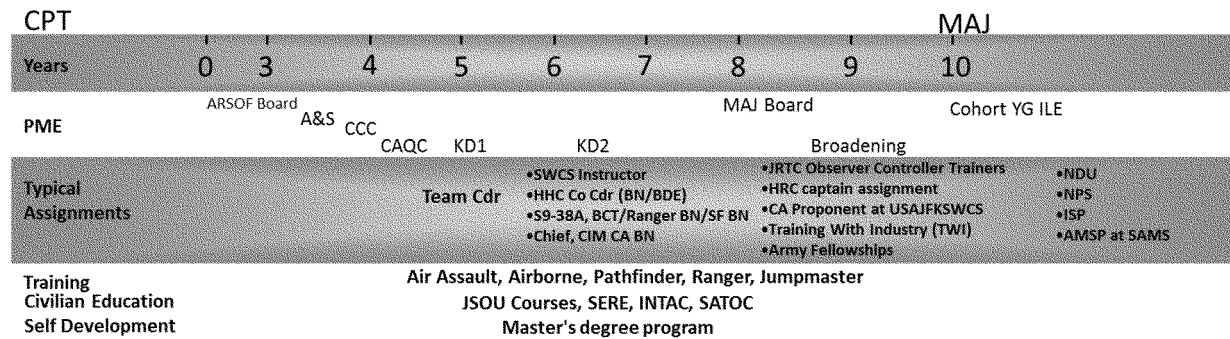 CPT MAJ
Years 0 3 4 5 6 7 8 9 10
ARSOF Board MAJ Board Cohort YG ILE
A&S
PME CCC
CAQC KD1 KD2 Broadening
Typical Assignments
Team Cdr
•SWCS Instructor
•HHC Co Cdr (BN/BDE)
•S9-38A, BCT/Ranger BN/SF BN
•Chief, CIM CA BN
•JRTC Observer Controller Trainers
•HRC captain assignment
•CA Proponent at USAJFKSWCS
•Training With Industry (TWI)
•Army Fellowships
•NDU
•NPS
•ISP
•AMSP at SAMS
Training Air Assault, Airborne, Pathfinder, Ranger, Jumpmaster
Civilian Education JSOU Courses, SERE, INTAC, SATOC
Self Development Master's degree program